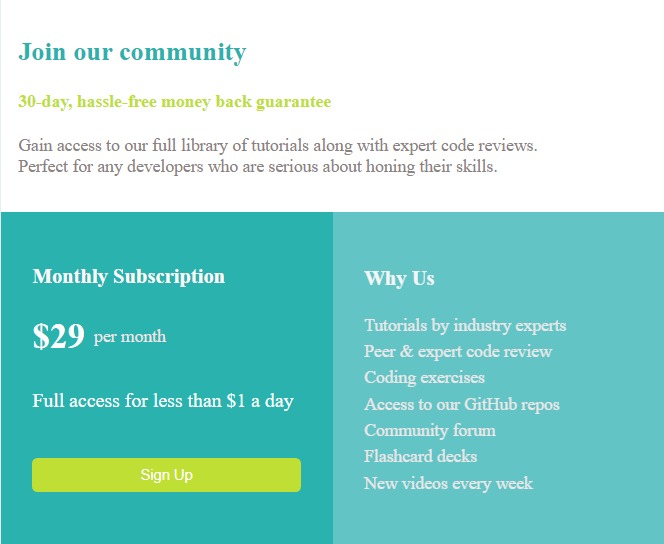 Join our community
30-day, hassle-free money back guarantee
Gain access to our full library of tutorials along with expert code reviews.
Perfect for any developers who are serious about honing their skills.
Monthly Subscription
$29 per month
Full access for less than $1 a day
Sign Up
Why Us
Tutorials by industry experts
Peer & expert code review
Coding exercises
Access to our GitHub repos
Community forum
Flashcard decks
New videos every week